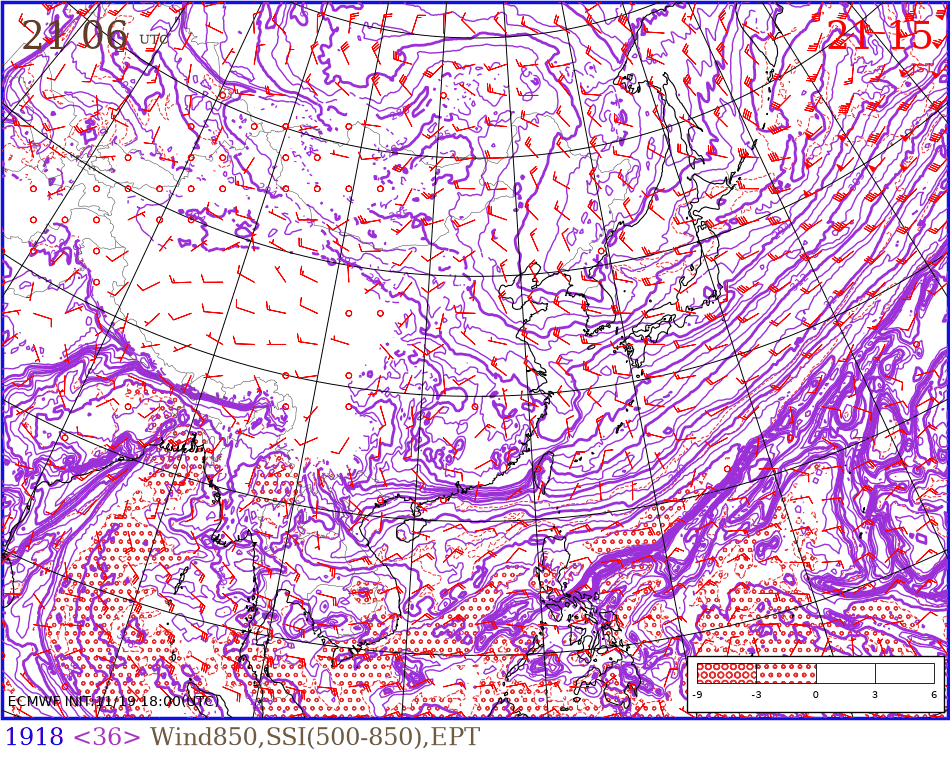 21 06 UTC
21 15
JST
ECMWF INIT:11/19 18:00(UTC)
-9 -3 0 3 6
1918 <36> Wind850,SSI(500-850),EPT